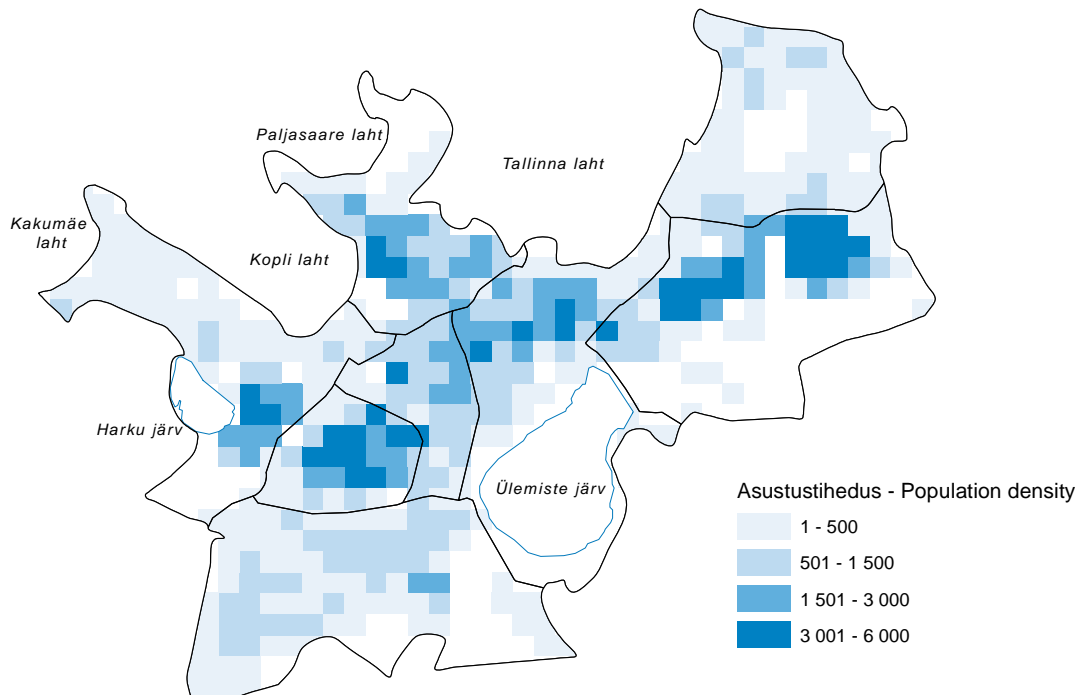 Paljasaare laht
Tallinna laht
Kakumäe
laht
Kopli laht
Harku järv
Ülemiste järv
Asustustihedus - Population density
1 - 500
501 - 1 500
1 501 - 3 000
3 001 - 6 000